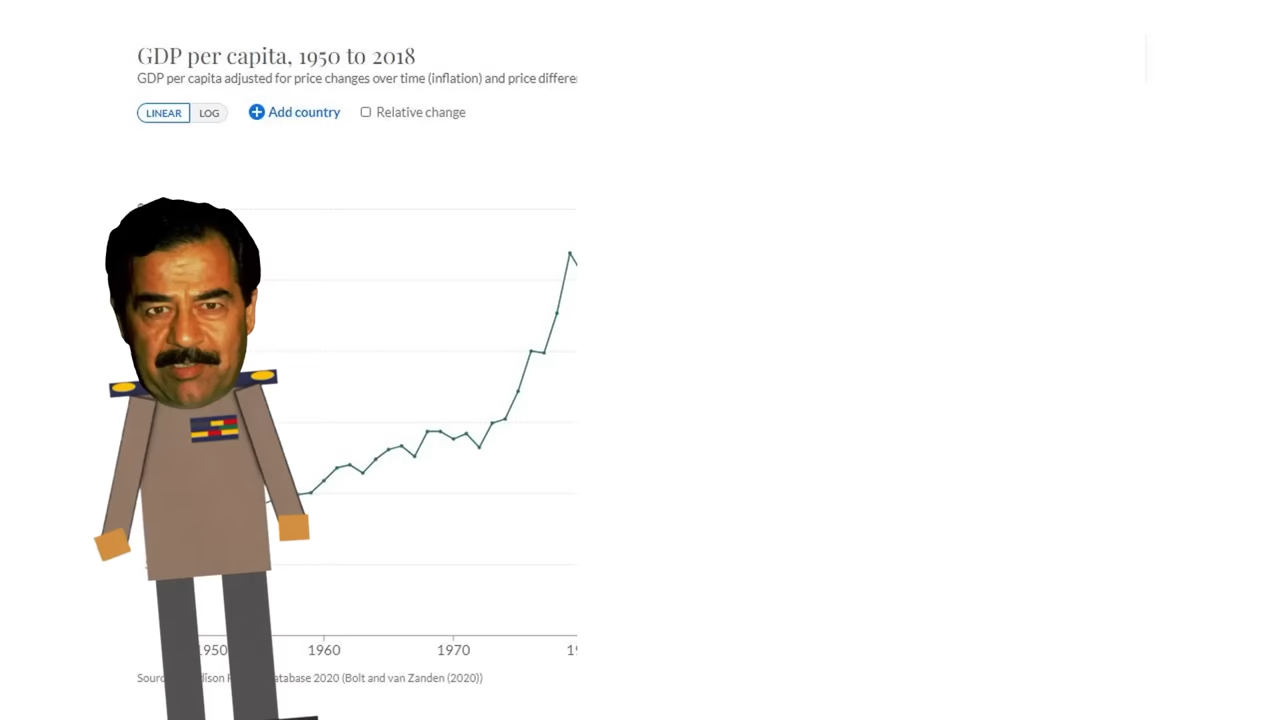 GDP per capita, 1950 to 2018
GDP per capita adjusted for price changes over time (inflation) and price differe
LINEAR LOG Add country Relative change
1950 1960 1970
Database 2020 (Bolt and van Zanden (2020))